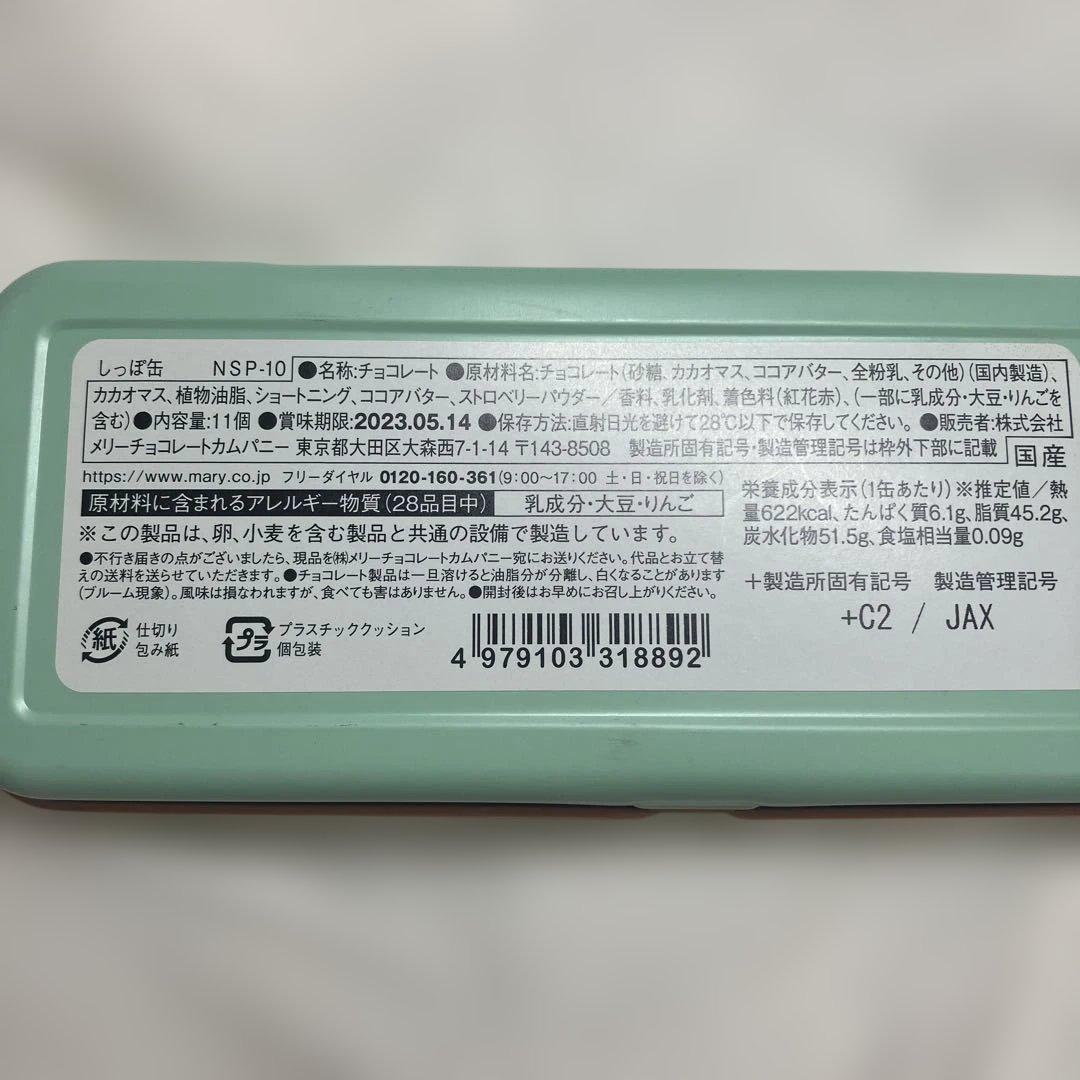 しっぽ缶 NSP-10 ●名称:チョコレート ●原材料名:チョコレート(砂糖、カカオマス、ココアバター、全粉乳、その他)(国内製造)、
カカオマス、植物油脂、ショートニング、ココアバター、ストロベリーパウダー/香料、乳化剤、着色料(紅花赤)、(一部に乳成分・大豆・りんごを
含む) ●内容量:11個 ●賞味期限:2023.05.14 ●保存方法:直射日光を避けて28℃以下で保存してください。 ●販売者:株式会社
メリーチョコレートカムパニー 東京都大田区大森西7-1-14 〒143-8508 製造所固有記号・製造管理記号は枠外下部に記載
国産
https://www.mary.co.jp フリーダイヤル 0120-160-361(9:00~17:00 土・日・祝日を除く)
原材料に含まれるアレルギー物質(28品目中) 乳成分・大豆・りんご
※この製品は、卵、小麦を含む製品と共通の設備で製造しています。
●不行き届きの点がございましたら、現品を㈱メリーチョコレートカムパニー宛にお送りください。代品とお立て替
えの送料を送らせていただきます。●チョコレート製品は一旦溶けると油脂分が分離し、白くなることがあります
(ブルーム現象)。風味は損なわれますが、食べても害はありません。●開封後はお早めにお召し上がりください。
栄養成分表示(1缶あたり)※推定値/熱
量622kcal、たんぱく質6.1g、脂質45.2g、
炭水化物51.5g、食塩相当量0.09g
+製造所固有記号 製造管理記号
+C2 / JAX
紙 仕切り
包み紙
プラ プラスチッククッション
個包装
4 979103 318892